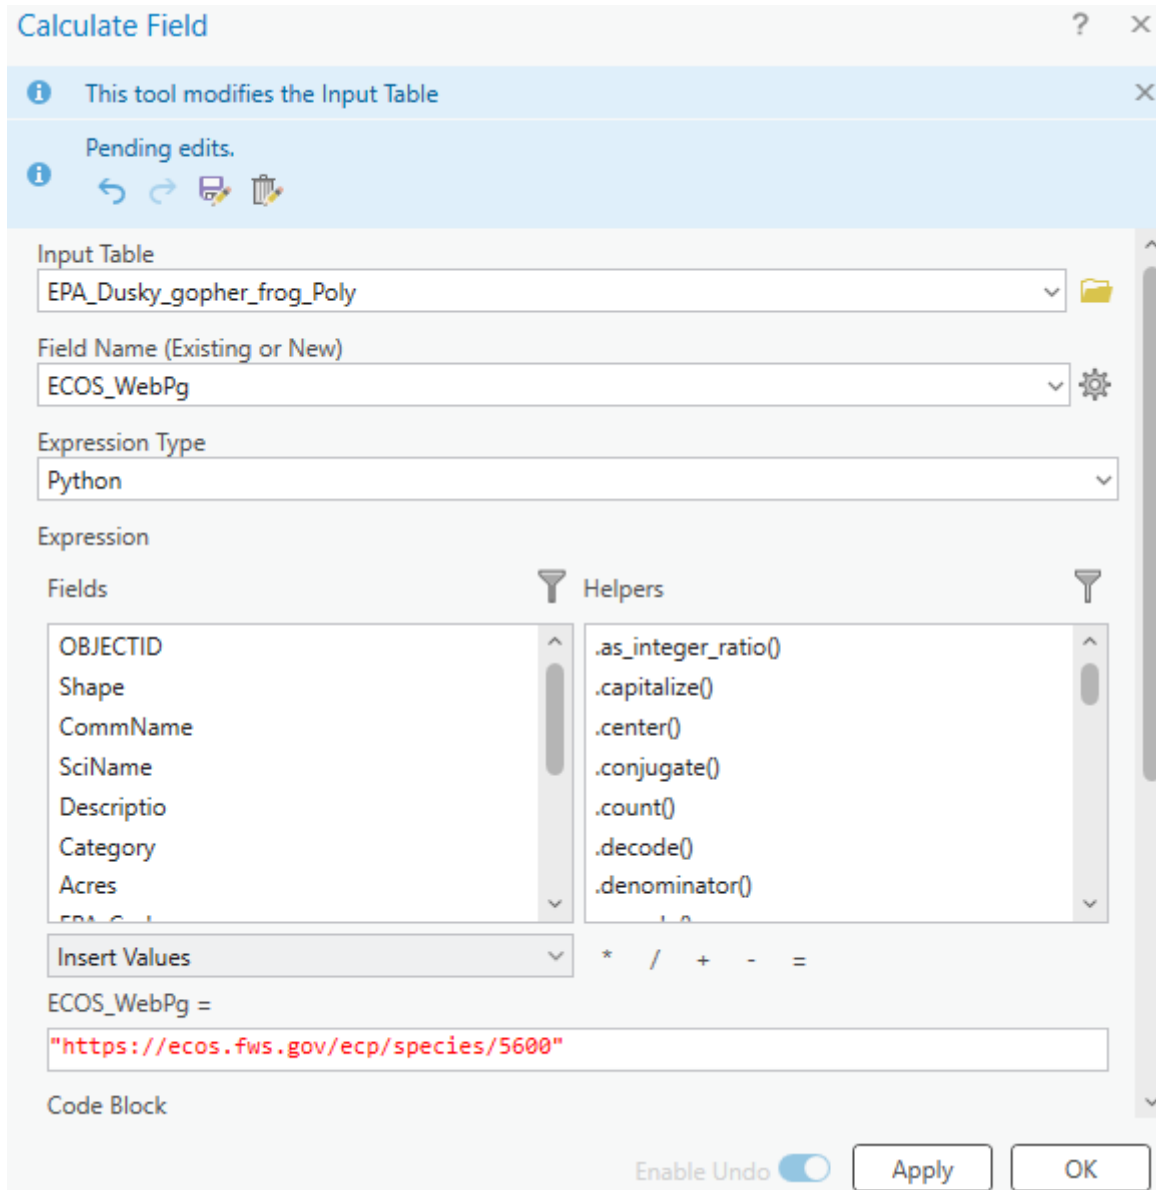 Calculate Field
?
This tool modifies the Input Table
Pending edits.
Input Table
EPA_Dusky_gopher_frog_Poly
Field Name (Existing or New)
ECOS_WebPg
Expression Type
Python
Expression
Fields
Helpers
OBJECTID
Shape
CommName
SciName
Descriptio
Category
Acres
.as_integer_ratio()
.capitalize()
.center()
.conjugate()
.count()
.decode()
.denominator()
Insert Values
* / + - =
ECOS_WebPg =
"https://ecos.fws.gov/ecp/species/5600"
Code Block
Enable Undo
Apply
OK